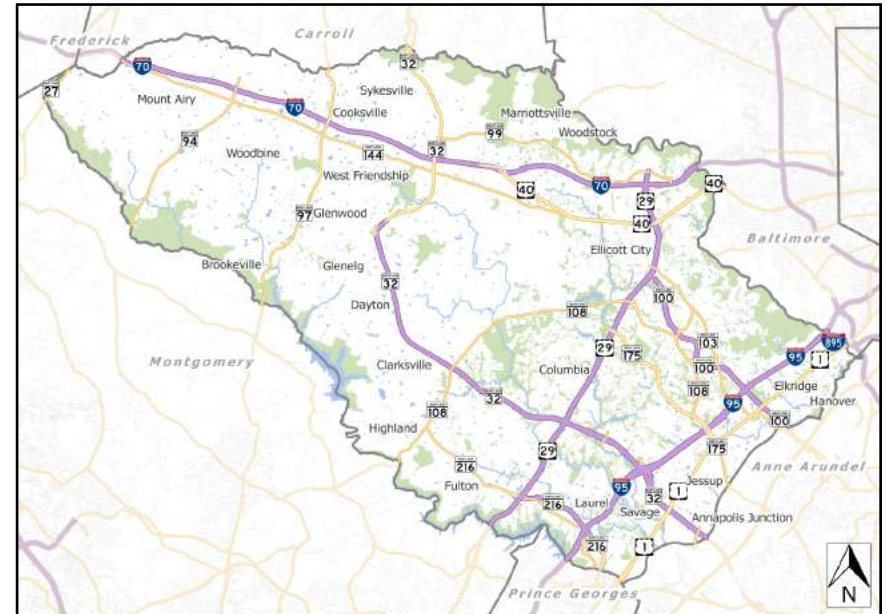 Carroll
Frederick
32
70
27
Mount Airy
Sykesville
70
Cooksville
Marriottsville
99
Woodstock
94
32
Woodbine
144
West Friendship
40
70
40
29
97
Glenwood
40
Ellicott City
Baltimore
Brookeville
Glenelg
32
100
Dayton
108
103
895
29
175
95
1
Montgomery
Clarksville
Columbia
100
Elkridge
32
108
95
Hanover
108
100
Highland
29
175
216
Anne Arundel
Fulton
95
Jessup
1
32
216
Laurel
Savage
Annapolis Junction
216
1
N
Prince Georges